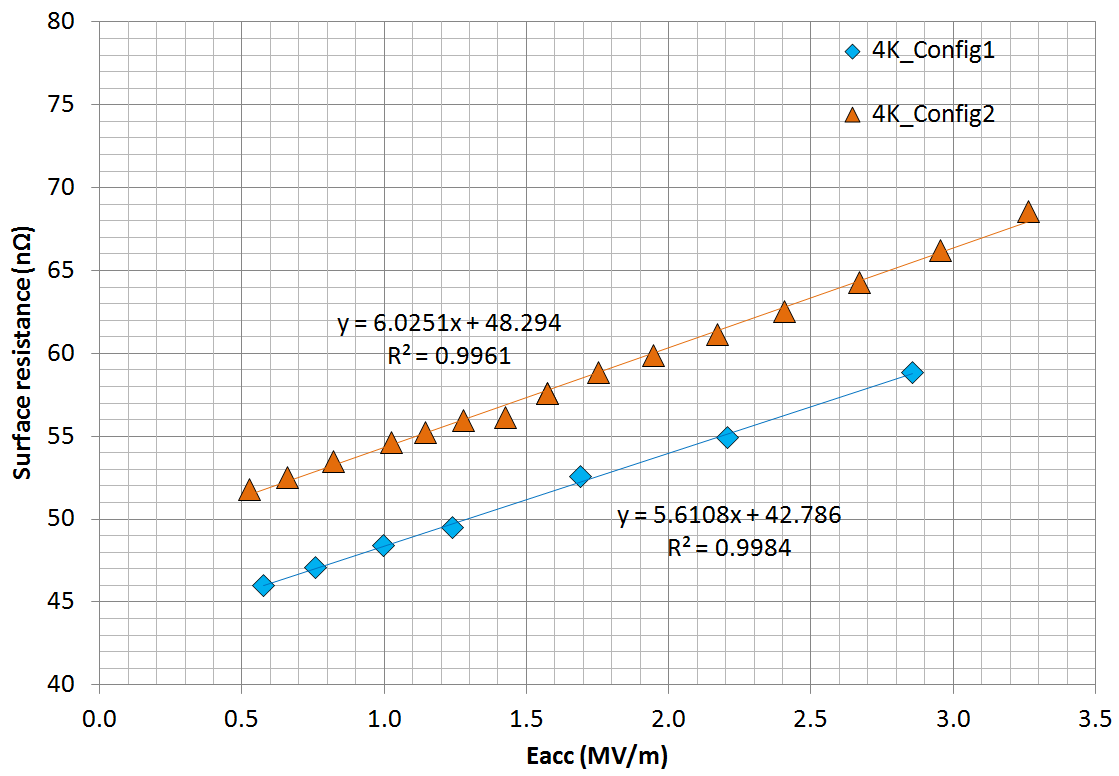 80
75
70
65
60
55
50
45
40
Surface resistance (nΩ)
4K_Config1
4K_Config2
y = 6.0251x + 48.294
R² = 0.9961
y = 5.6108x + 42.786
R² = 0.9984
0.0 0.5 1.0 1.5 2.0 2.5 3.0 3.5
Eacc (MV/m)